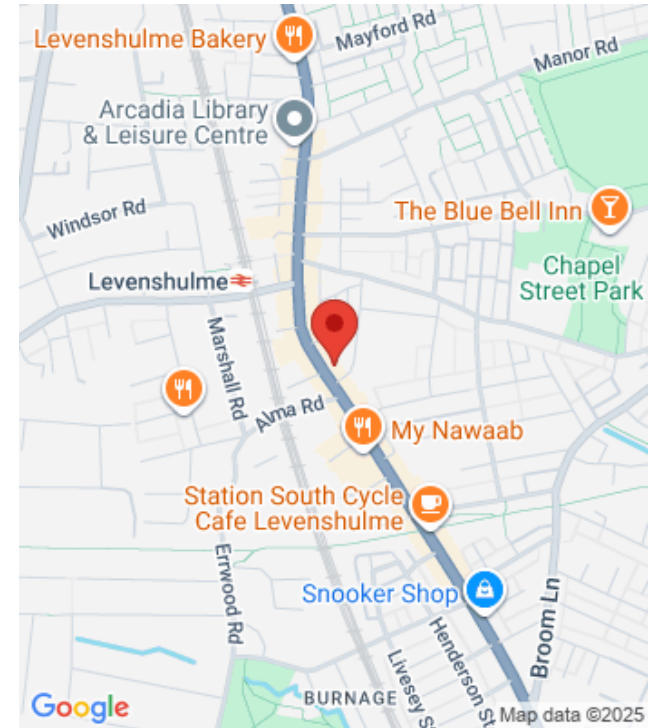 Levenshulme Bakery
Mayford Rd
Manor Rd
Arcadia Library
& Leisure Centre
Windsor Rd
The Blue Bell Inn
Levenshulme
Chapel
Street Park
Marshall Rd
Alma Rd
My Nawaab
Station South Cycle
Cafe Levenshulme
Errwood Rd
Snooker Shop
Broom Ln
Henderson St
Livesey S
BURNAGE
Google
Map data ©2025